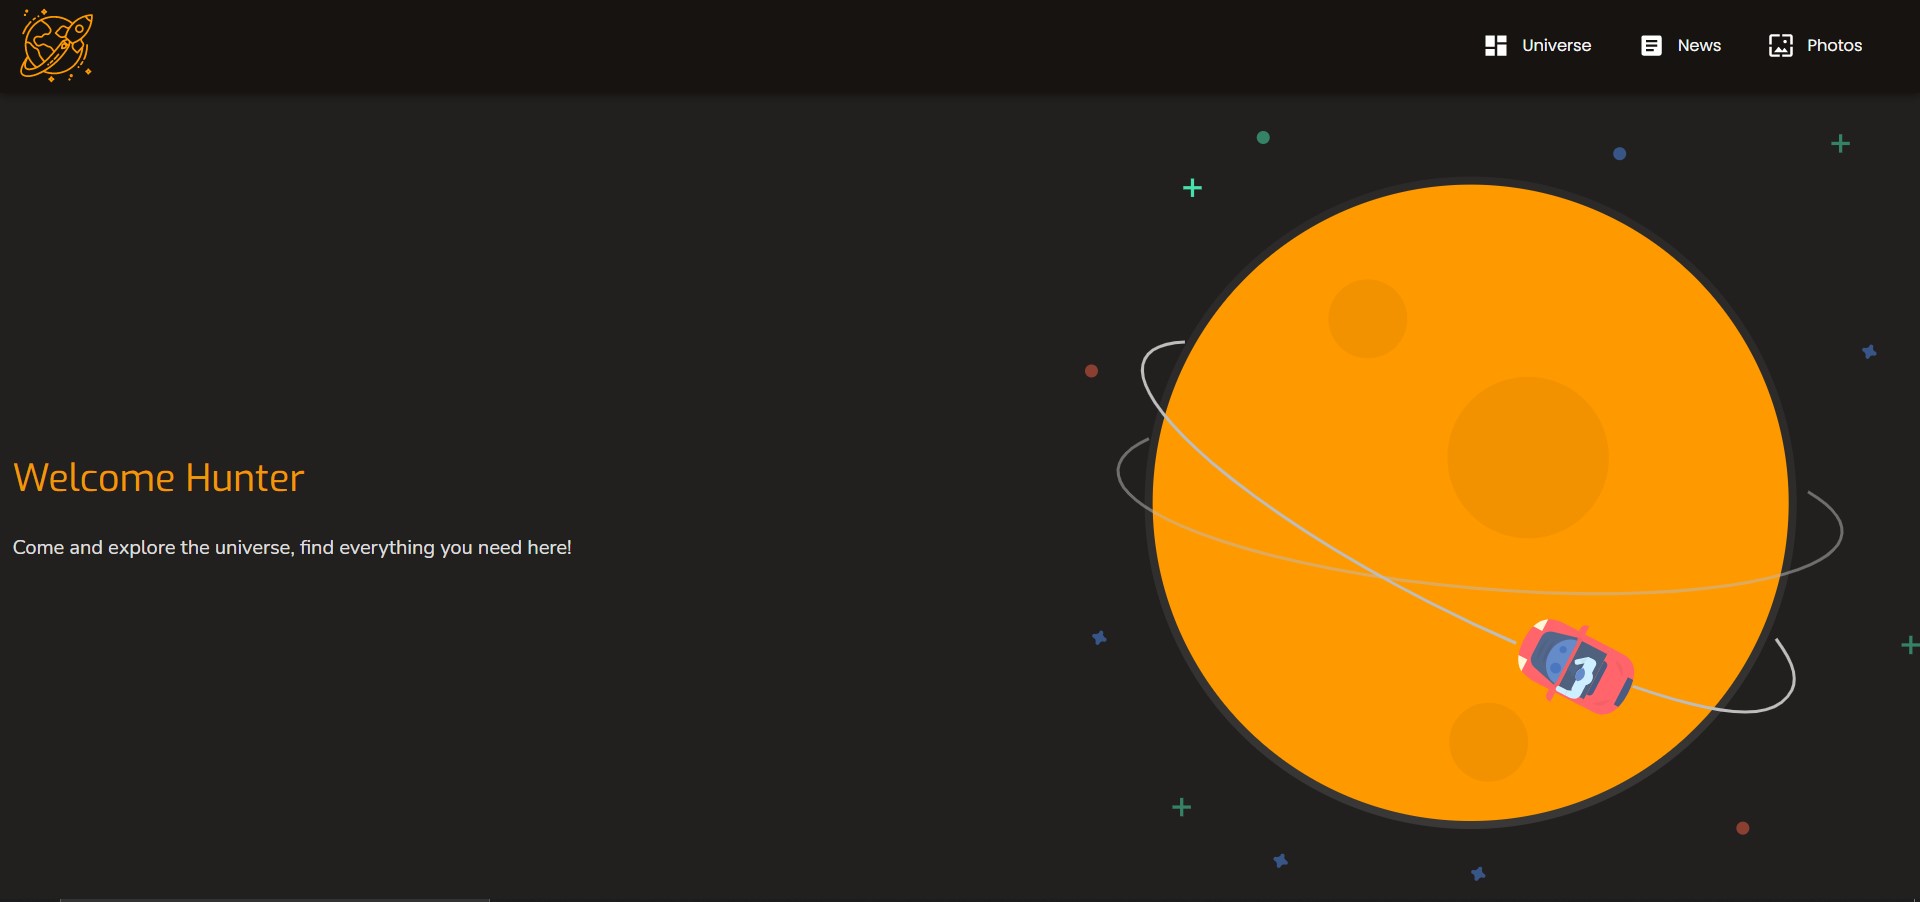 Universe
News
Photos
Welcome Hunter
Come and explore the universe, find everything you need here!